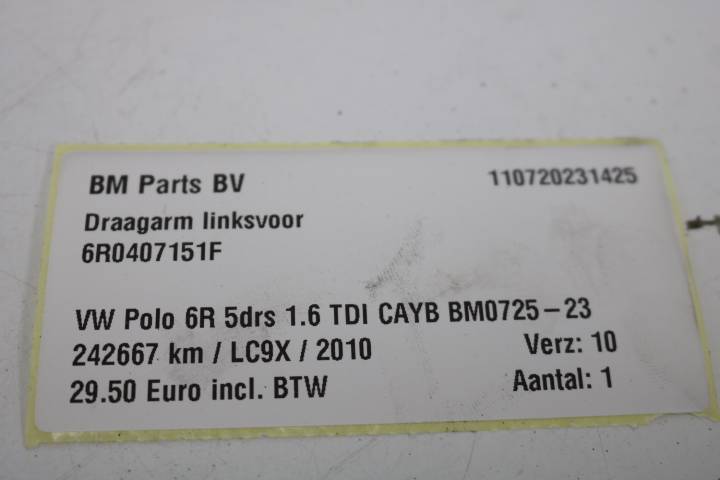 BM Parts BV 110720231425
Draagarm linksvoor
6R0407151F
VW Polo 6R 5drs 1.6 TDI CAYB BM0725-23
242667 km / LC9X / 2010 Verz: 10
29.50 Euro incl. BTW Aantal: 1